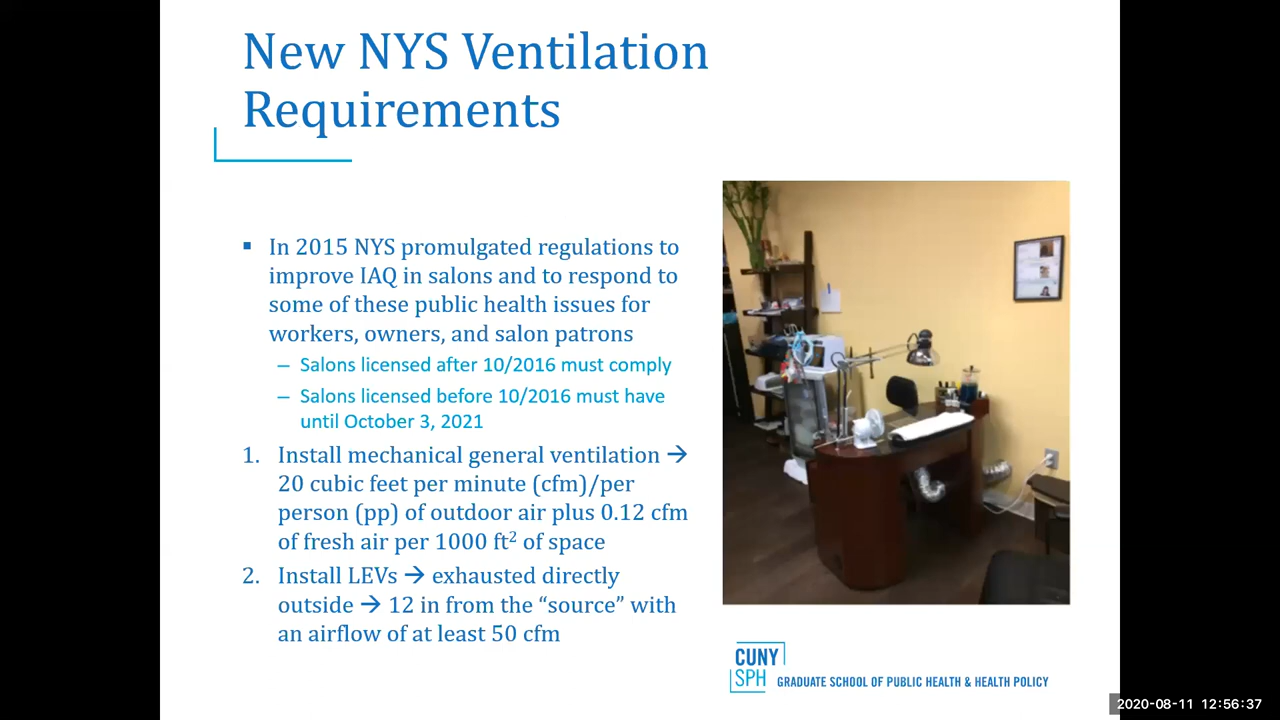 New NYS Ventilation
Requirements
▪ In 2015 NYS promulgated regulations to
improve IAQ in salons and to respond to
some of these public health issues for
workers, owners, and salon patrons
– Salons licensed after 10/2016 must comply
– Salons licensed before 10/2016 must have
until October 3, 2021
1. Install mechanical general ventilation →
20 cubic feet per minute (cfm)/per
person (pp) of outdoor air plus 0.12 cfm
of fresh air per 1000 ft² of space
2. Install LEVs → exhausted directly
outside → 12 in from the “source” with
an airflow of at least 50 cfm
CUNY
SPH GRADUATE SCHOOL OF PUBLIC HEALTH & HEALTH POLICY
2020-08-11 12:56:37